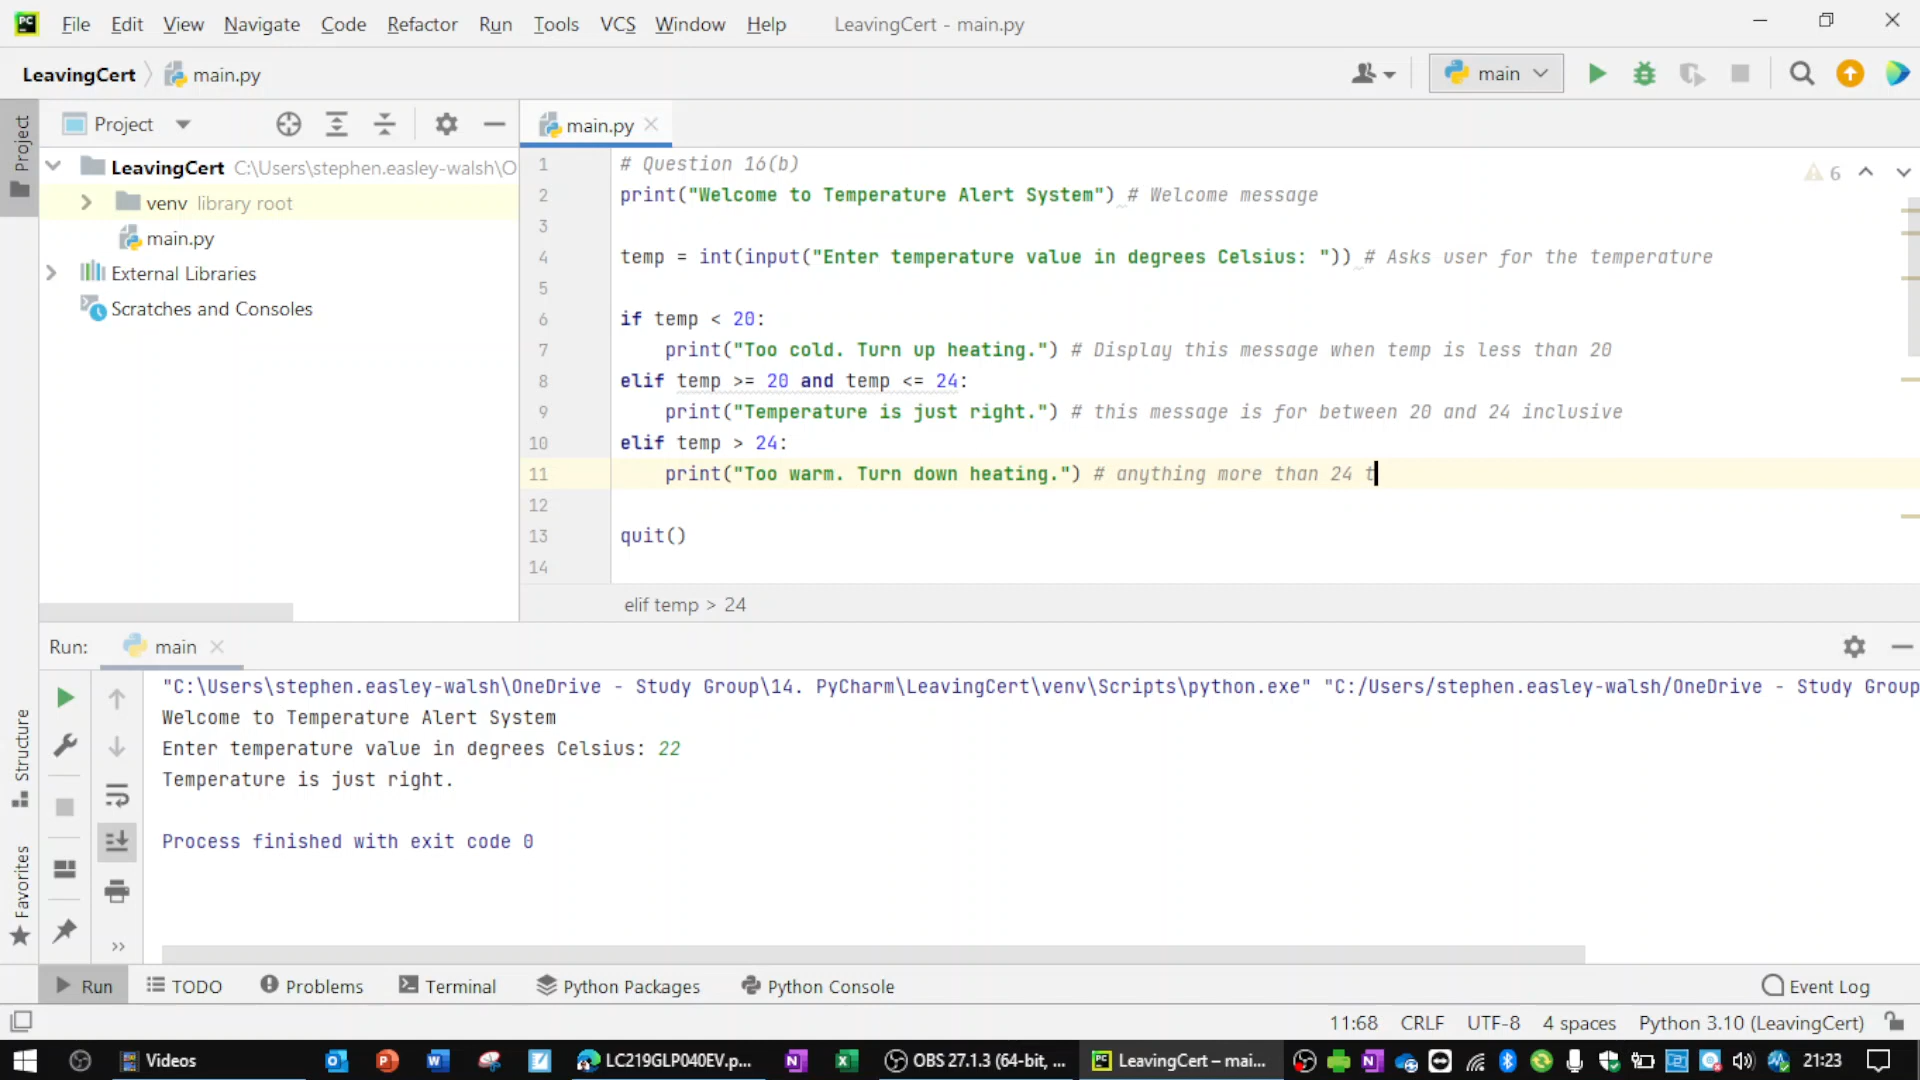 File Edit View Navigate Code Refactor Run Tools VCS Window Help LeavingCert - main.py
LeavingCert main.py main
Project
Project
main.py
LeavingCert C:\Users\stephen.easley-walsh\O
venv library root
main.py
External Libraries
Scratches and Consoles
6
1 # Question 16(b)
2 print("Welcome to Temperature Alert System") # Welcome message
3
4 temp = int(input("Enter temperature value in degrees Celsius: ")) # Asks user for the temperature
5
6 if temp < 20:
7 print("Too cold. Turn up heating.") # Display this message when temp is less than 20
8 elif temp >= 20 and temp <= 24:
9 print("Temperature is just right.") # this message is for between 20 and 24 inclusive
10 elif temp > 24:
11 print("Too warm. Turn down heating.") # anything more than 24 t
12
13 quit()
14
elif temp > 24
Run: main
"C:\Users\stephen.easley-walsh\OneDrive - Study Group\14. PyCharm\LeavingCert\venv\Scripts\python.exe" "C:/Users/stephen.easley-walsh/OneDrive - Study Group
Welcome to Temperature Alert System
Enter temperature value in degrees Celsius: 22
Temperature is just right.
Process finished with exit code 0
Structure
Favorites
Run TODO Problems Terminal Python Packages Python Console Event Log
11:68 CRLF UTF-8 4 spaces Python 3.10 (LeavingCert)
Videos LC219GLP040EV.p... OBS 27.1.3 (64-bit, ... LeavingCert – mai... 21:23